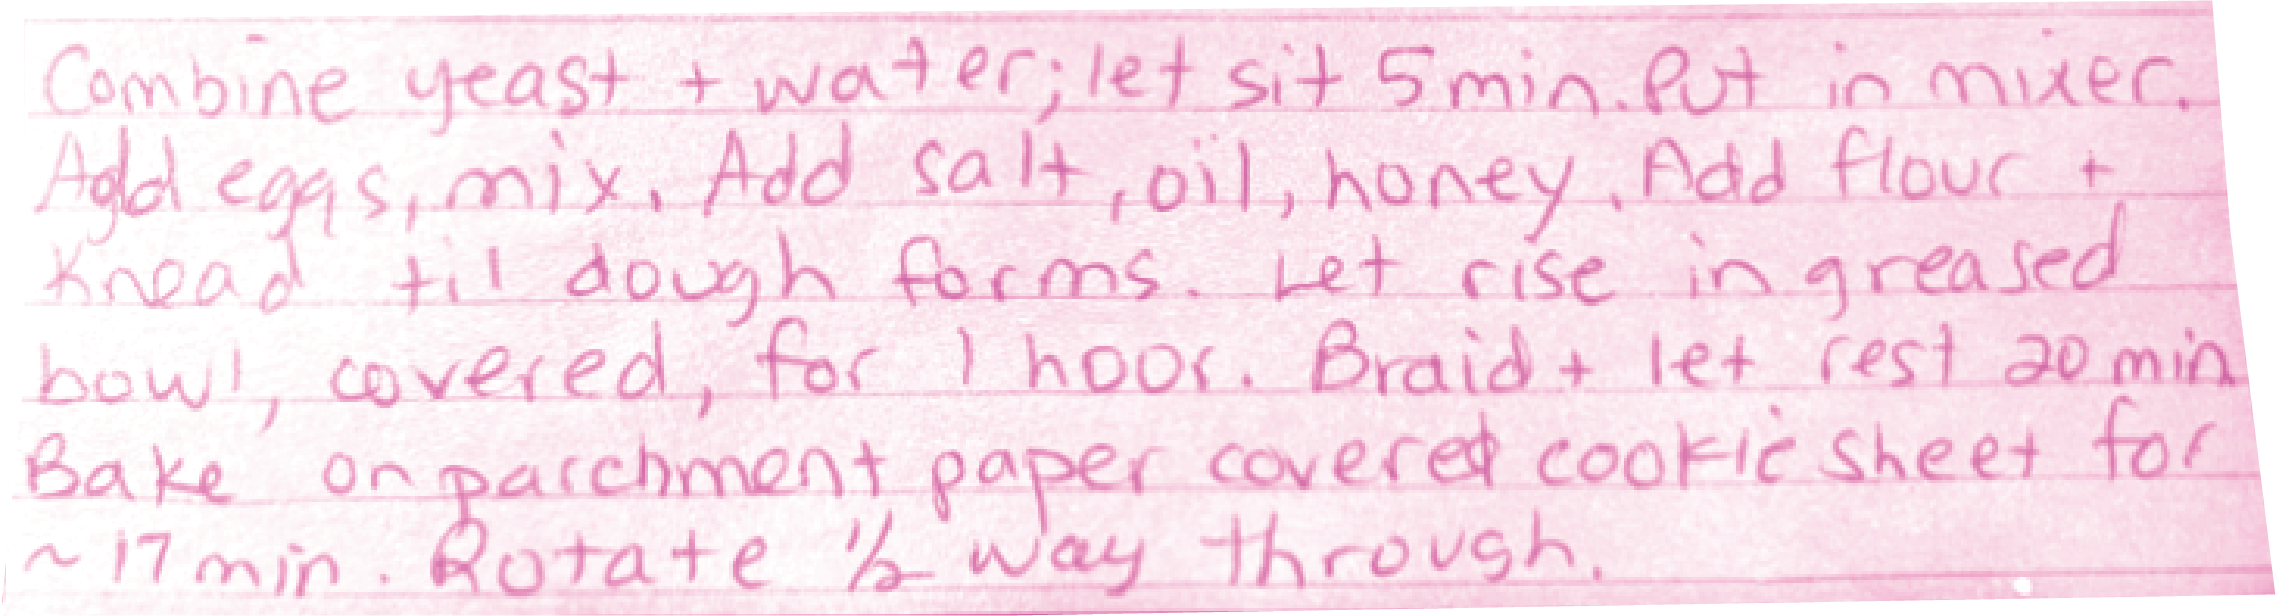 Combine yeast + water; let sit 5 min. Put in mixer.
Add eggs, mix. Add salt, oil, honey. Add flour +
Knead til dough forms. Let rise in greased
bowl, covered, for 1 hour. Braid + let rest 20 min
Bake on parchment paper covered cookie sheet for
~ 17 min. Rotate 1/2 way through.